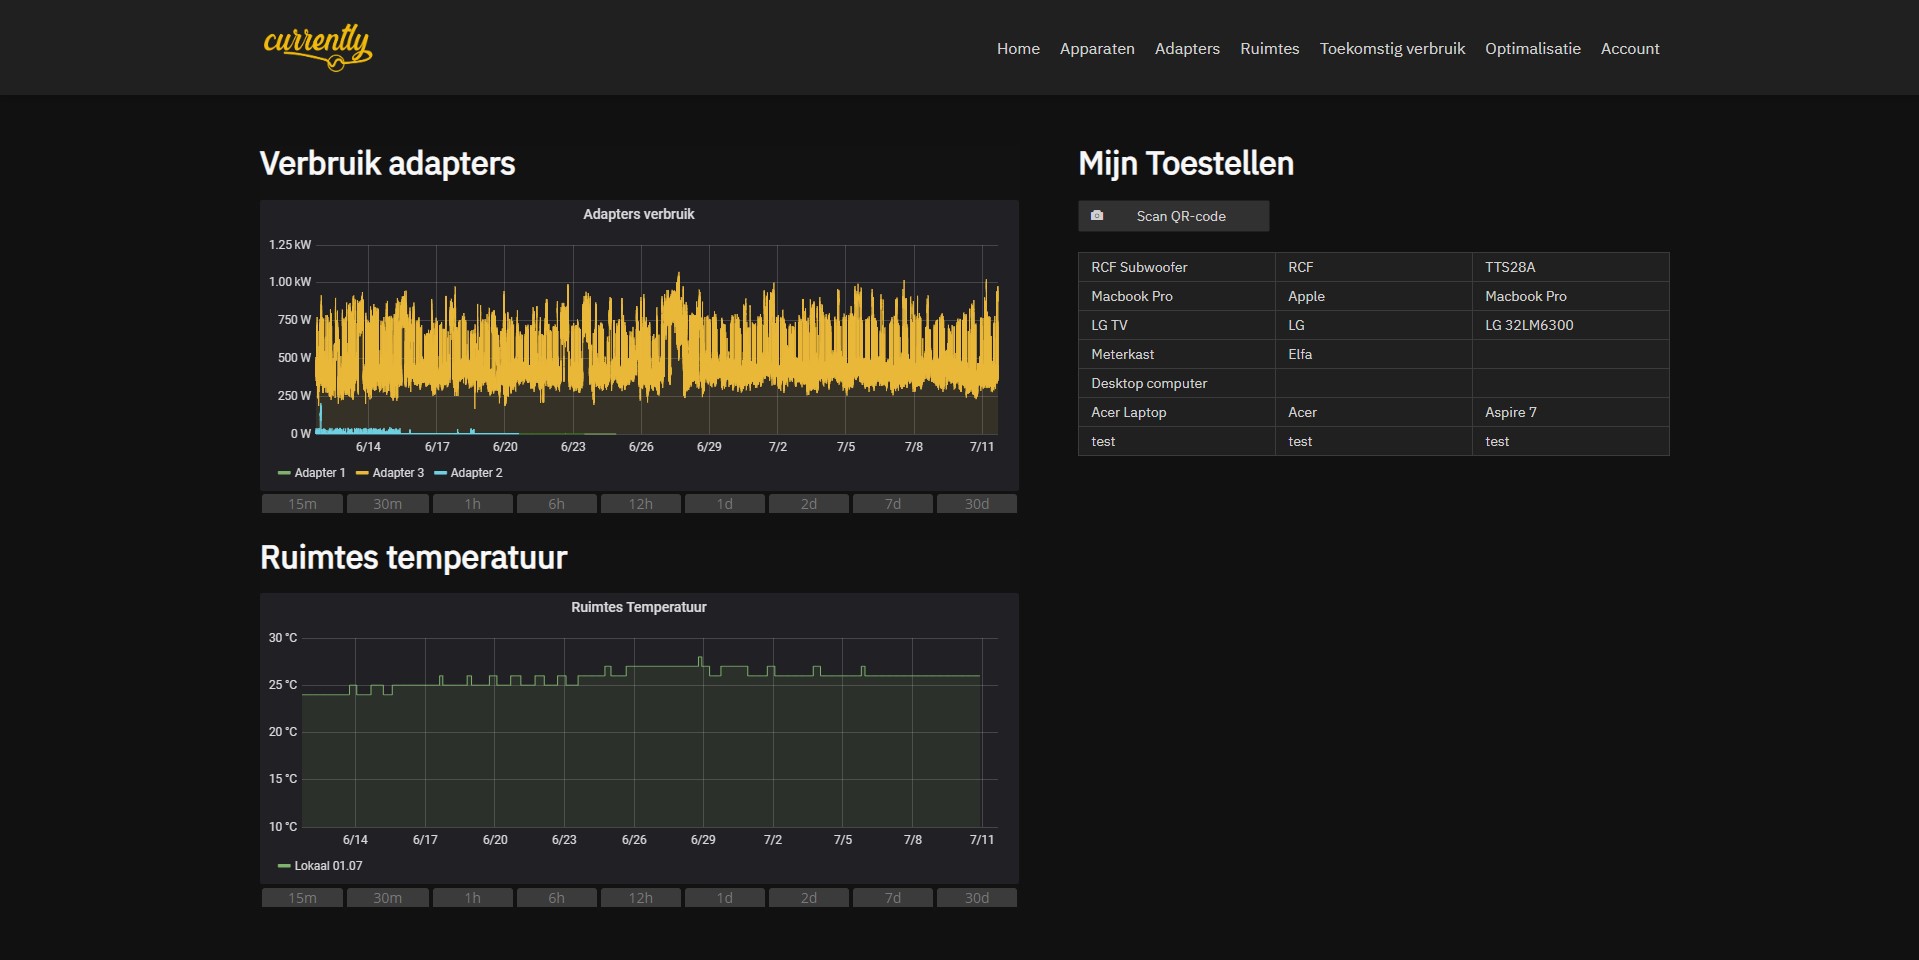 currently
Home Apparaten Adapters Ruimtes Toekomstig verbruik Optimalisatie Account
Verbruik adapters
Adapters verbruik
1.25 kW
1.00 kW
750 W
500 W
250 W
0 W
6/14 6/17 6/20 6/23 6/26 6/29 7/2 7/5 7/8 7/11
Adapter 1 Adapter 3 Adapter 2
15m 30m 1h 6h 12h 1d 2d 7d 30d
Ruimtes temperatuur
Ruimtes Temperatuur
30 °C
25 °C
20 °C
15 °C
10 °C
6/14 6/17 6/20 6/23 6/26 6/29 7/2 7/5 7/8 7/11
Lokaal 01.07
15m 30m 1h 6h 12h 1d 2d 7d 30d
Mijn Toestellen
Scan QR-code
RCF Subwoofer RCF TTS28A
Macbook Pro Apple Macbook Pro
LG TV LG LG 32LM6300
Meterkast Elfa
Desktop computer
Acer Laptop Acer Aspire 7
test test test